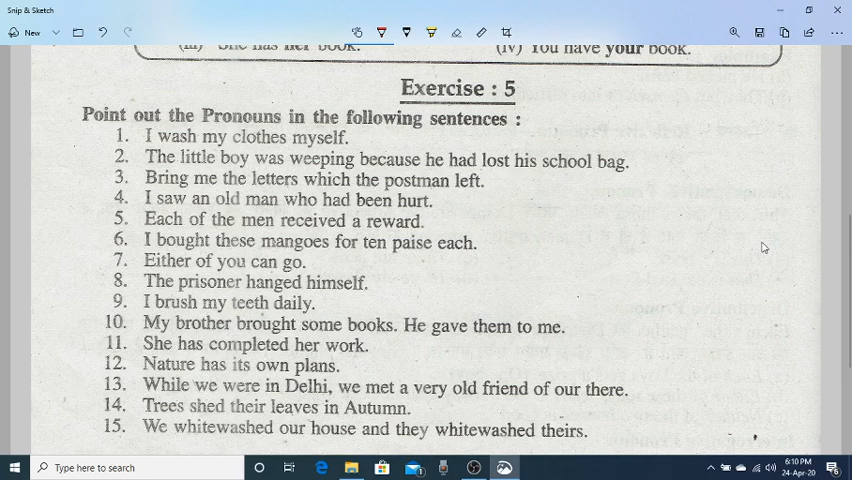 Snip & Sketch
New
(iii) She has her book. (iv) You have your book.
Exercise : 5
Point out the Pronouns in the following sentences :
1. I wash my clothes myself.
2. The little boy was weeping because he had lost his school bag.
3. Bring me the letters which the postman left.
4. I saw an old man who had been hurt.
5. Each of the men received a reward.
6. I bought these mangoes for ten paise each.
7. Either of you can go.
8. The prisoner hanged himself.
9. I brush my teeth daily.
10. My brother brought some books. He gave them to me.
11. She has completed her work.
12. Nature has its own plans.
13. While we were in Delhi, we met a very old friend of our there.
14. Trees shed their leaves in Autumn.
15. We whitewashed our house and they whitewashed theirs.
Type here to search
6:10 PM
24-Apr-20